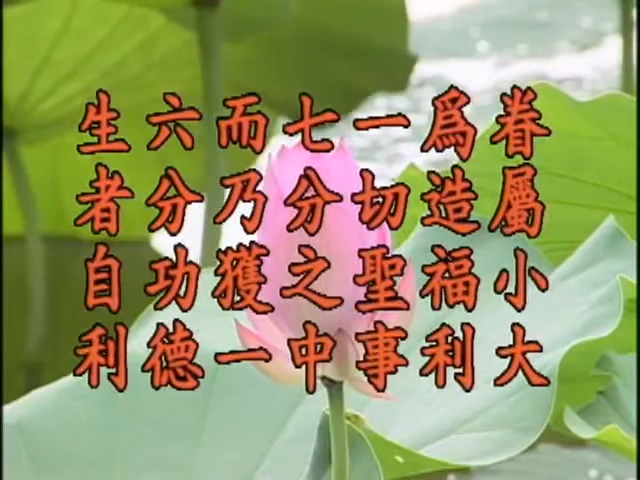 眷屬小大
為造福利
一切聖事
七分之中
而乃獲一
六分功德
生者自利